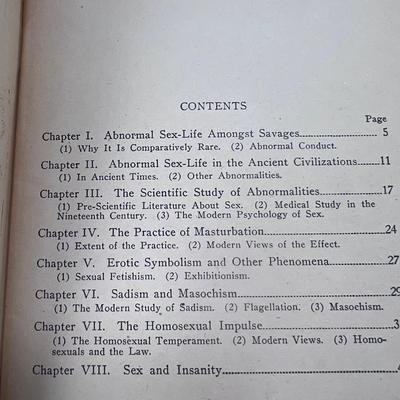 CONTENTS
Page
Chapter I. Abnormal Sex-Life Amongst Savages 5
(1) Why It Is Comparatively Rare. (2) Abnormal Conduct.
Chapter II. Abnormal Sex-Life in the Ancient Civilizations 11
(1) In Ancient Times. (2) Other Abnormalities.
Chapter III. The Scientific Study of Abnormalities 17
(1) Pre-Scientific Literature About Sex. (2) Medical Study in the
Nineteenth Century. (3) The Modern Psychology of Sex.
Chapter IV. The Practice of Masturbation 24
(1) Extent of the Practice. (2) Modern Views of the Effect.
Chapter V. Erotic Symbolism and Other Phenomena 27
(1) Sexual Fetishism. (2) Exhibitionism.
Chapter VI. Sadism and Masochism 29
(1) The Modern Study of Sadism. (2) Flagellation. (3) Masochism.
Chapter VII. The Homosexual Impulse 3
(1) The Homosexual Temperament. (2) Modern Views. (3) Homo-
sexuals and the Law.
Chapter VIII. Sex and Insanity